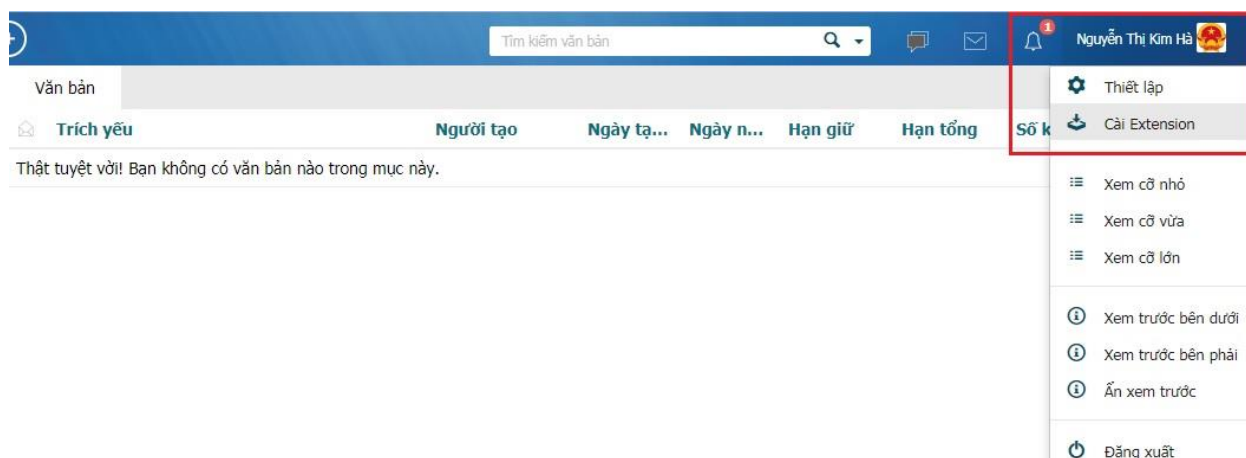 Tìm kiếm văn bản
1
Nguyễn Thị Kim Hà
Văn bản
Thiết lập
Trích yếu Người tạo Ngày tạ... Ngày n... Hạn giữ Hạn tổng Số k
Cài Extension
Thật tuyệt vời! Bạn không có văn bản nào trong mục này.
Xem cỡ nhỏ
Xem cỡ vừa
Xem cỡ lớn
Xem trước bên dưới
Xem trước bên phải
Ẩn xem trước
Đăng xuất